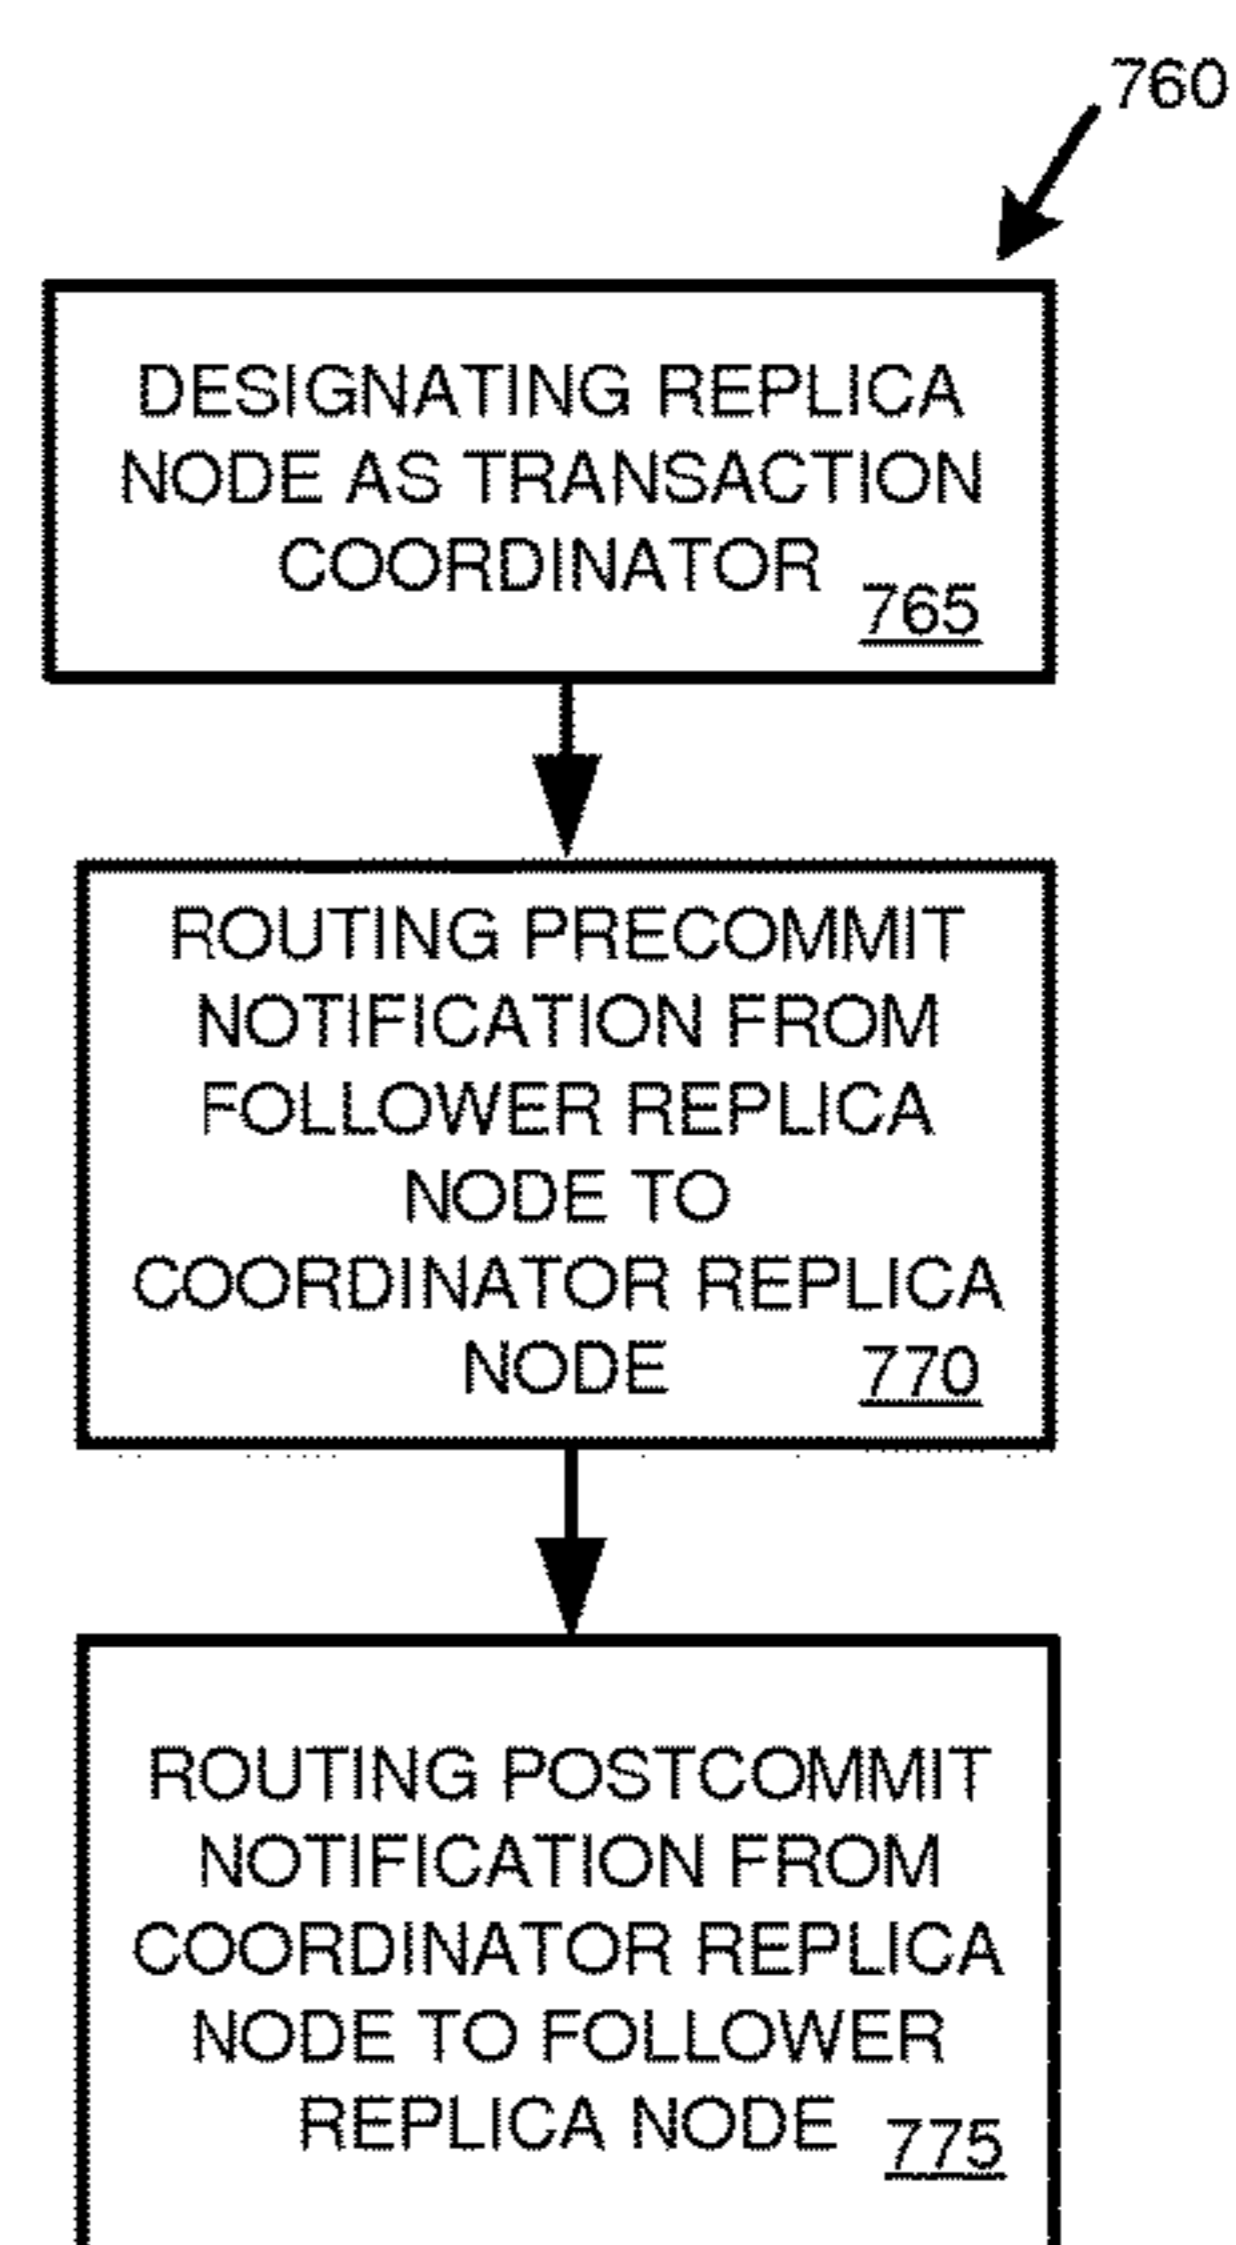 760
DESIGNATING REPLICA
NODE AS TRANSACTION
COORDINATOR
765
ROUTING PRECOMMIT
NOTIFICATION FROM
FOLLOWER REPLICA
NODE TO
COORDINATOR REPLICA
NODE
770
ROUTING POSTCOMMIT
NOTIFICATION FROM
COORDINATOR REPLICA
NODE TO FOLLOWER
REPLICA NODE
775